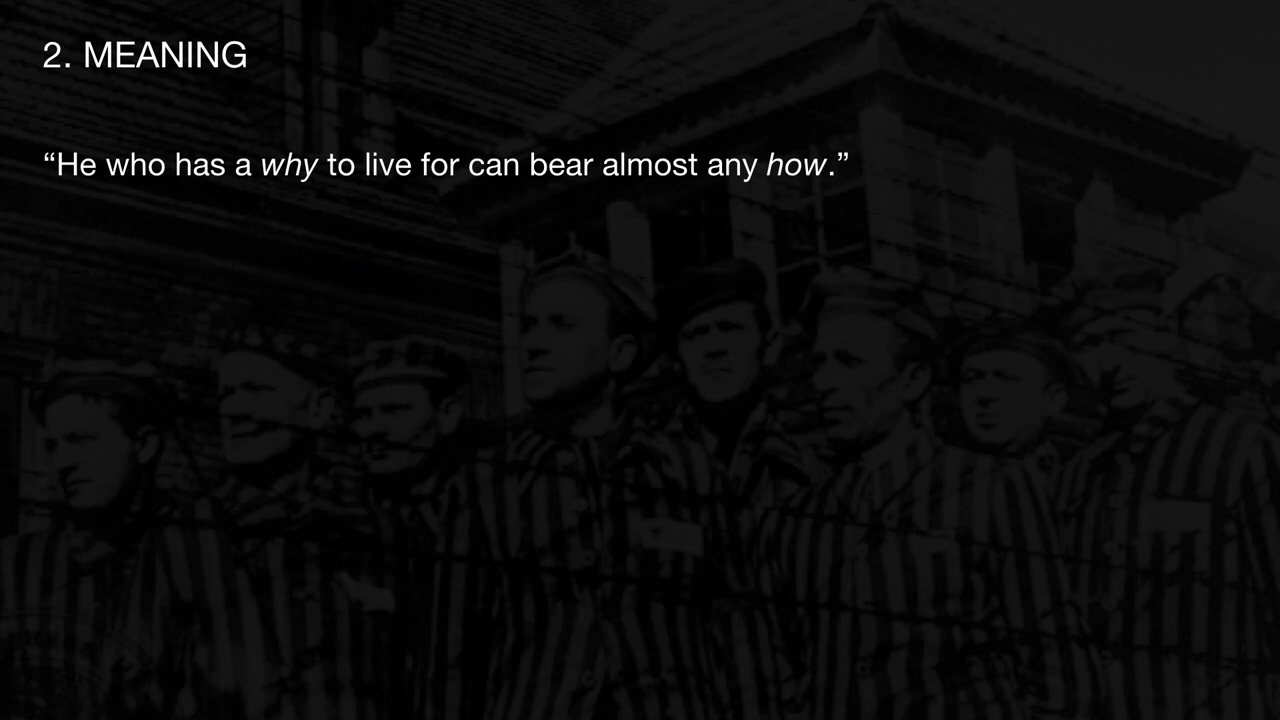 2. MEANING
“He who has a why to live for can bear almost any how.”